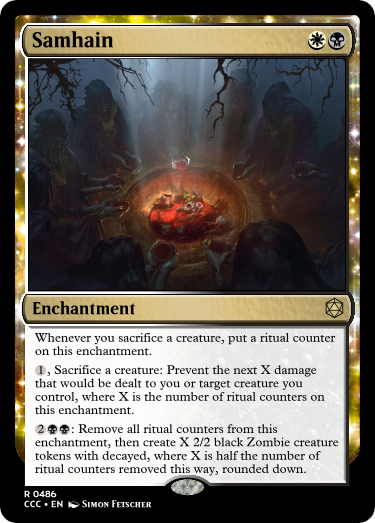 Samhain
Enchantment
Whenever you sacrifice a creature, put a ritual counter
on this enchantment.
1, Sacrifice a creature: Prevent the next X damage
that would be dealt to you or target creature you
control, where X is the number of ritual counters on
this enchantment.
2: Remove all ritual counters from this
enchantment, then create X 2/2 black Zombie creature
tokens with decayed, where X is half the number of
ritual counters removed this way, rounded down.
R 0486
CCC • EN Simon Fetscher